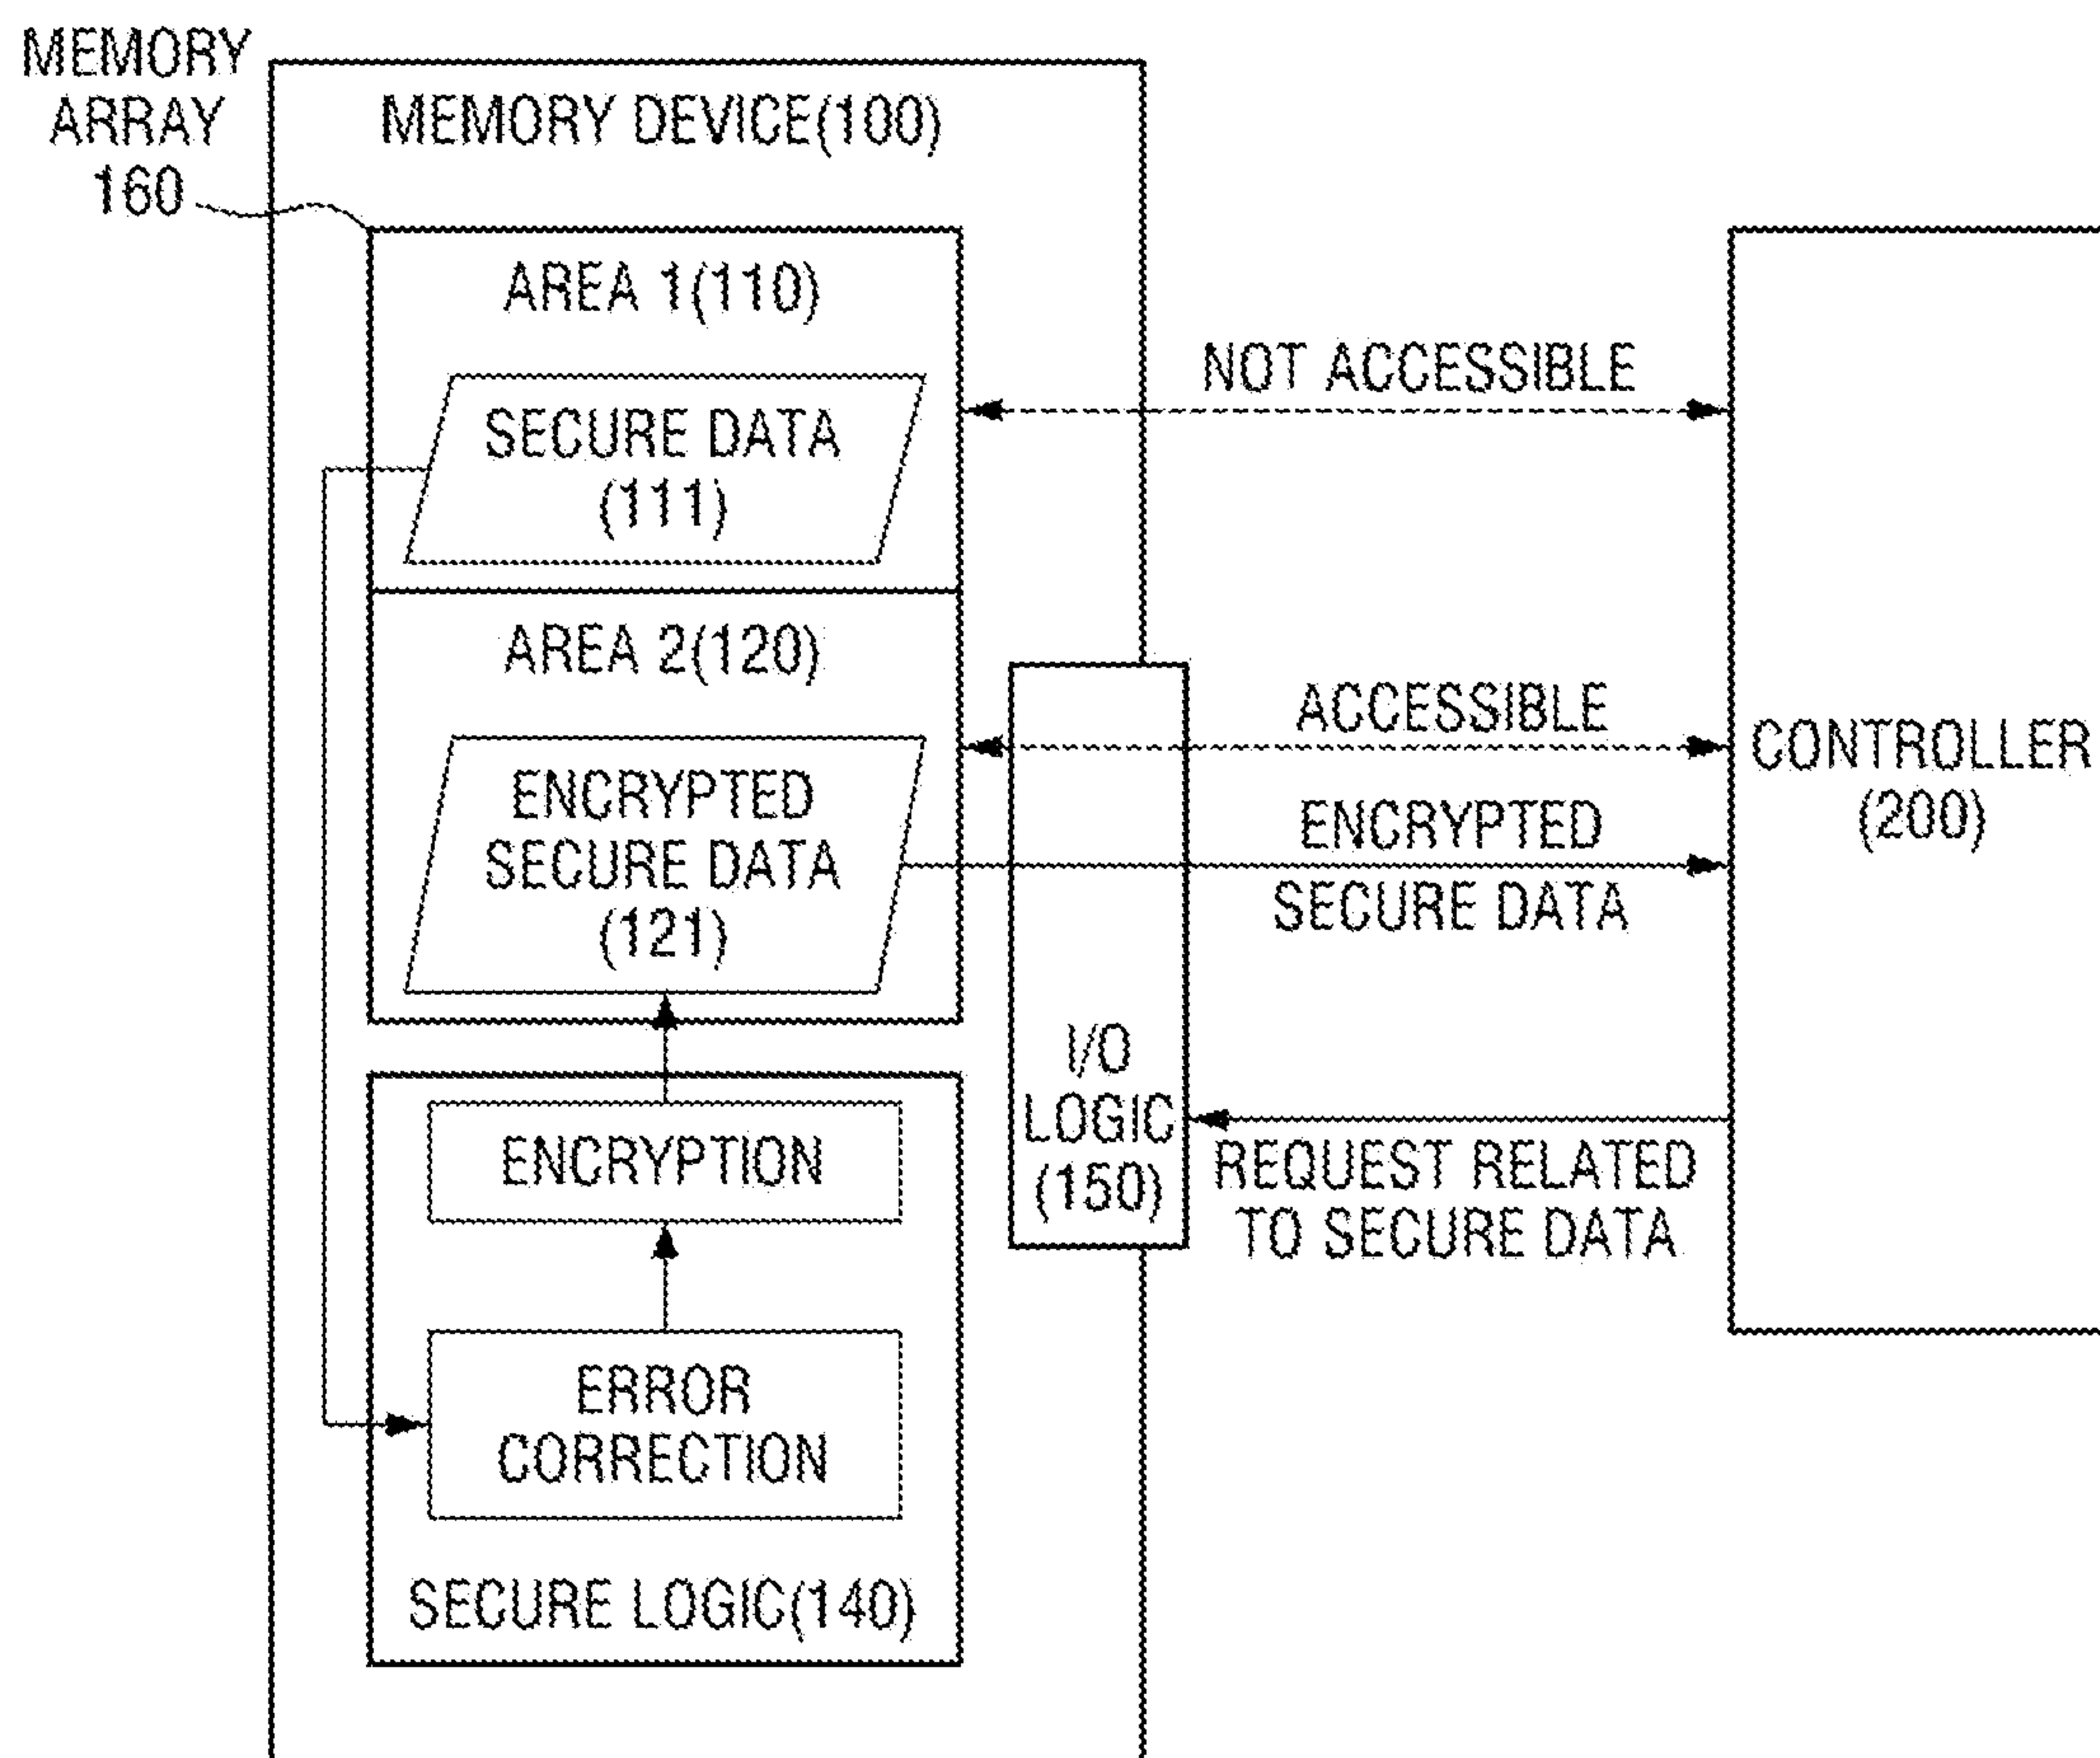 MEMORY
ARRAY
160
MEMORY DEVICE(100)
AREA 1(110)
SECURE DATA
(111)
NOT ACCESSIBLE
AREA 2(120)
ENCRYPTED
SECURE DATA
(121)
ACCESSIBLE
ENCRYPTED
SECURE DATA
CONTROLLER
(200)
I/O
LOGIC
(150)
REQUEST RELATED
TO SECURE DATA
ENCRYPTION
ERROR
CORRECTION
SECURE LOGIC(140)